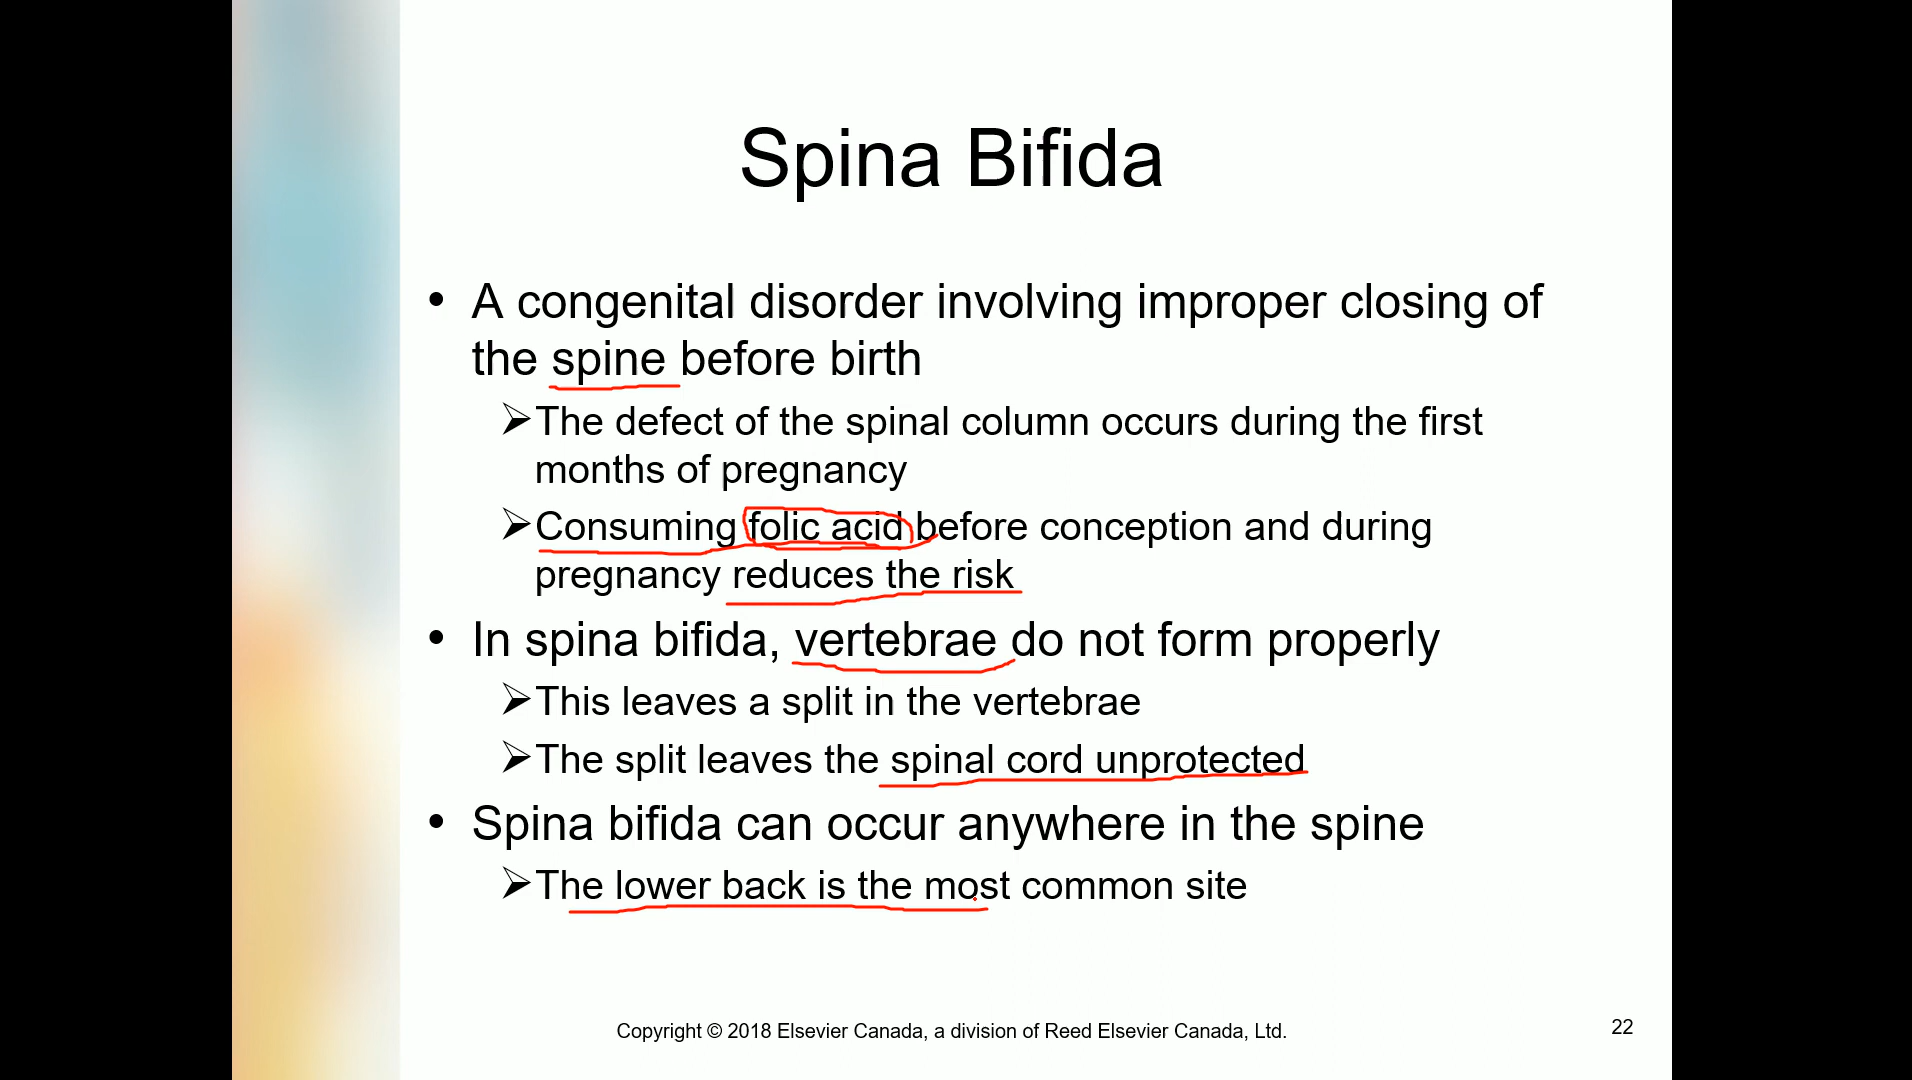 Spina Bifida
• A congenital disorder involving improper closing of
the spine before birth
➢The defect of the spinal column occurs during the first
months of pregnancy
➢Consuming folic acid before conception and during
pregnancy reduces the risk
• In spina bifida, vertebrae do not form properly
➢This leaves a split in the vertebrae
➢The split leaves the spinal cord unprotected
• Spina bifida can occur anywhere in the spine
➢The lower back is the most common site
Copyright © 2018 Elsevier Canada, a division of Reed Elsevier Canada, Ltd.
22